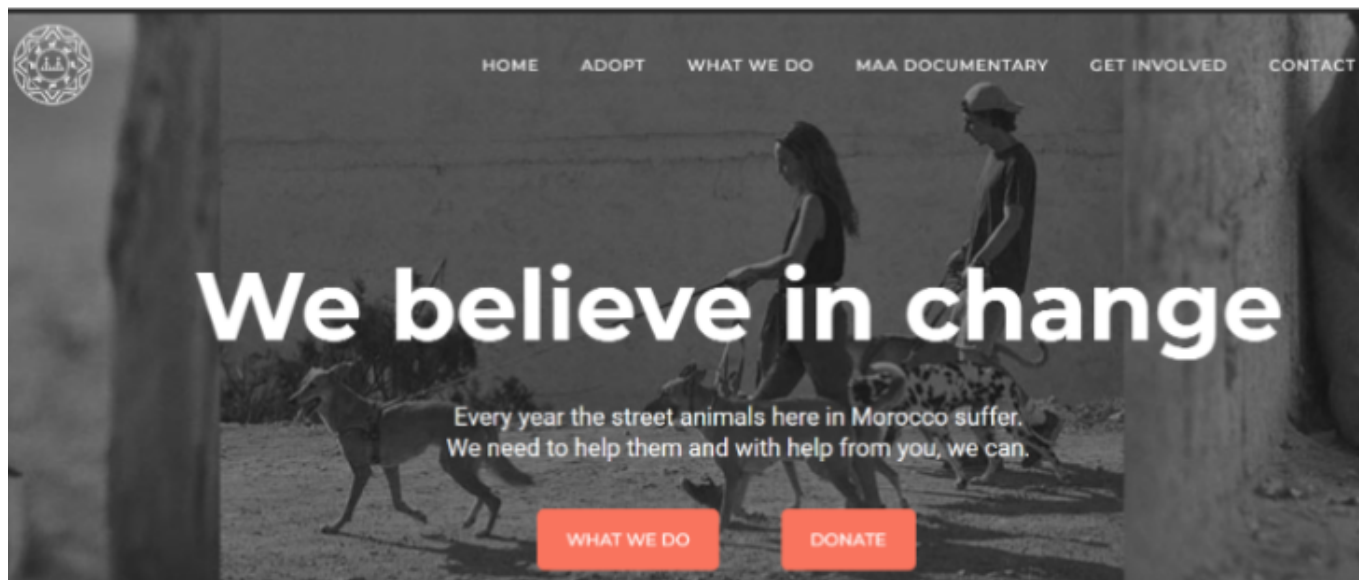 HOME ADOPT WHAT WE DO MAA DOCUMENTARY GET INVOLVED CONTACT
We believe in change
Every year the street animals here in Morocco suffer.
We need to help them and with help from you, we can.
WHAT WE DO DONATE